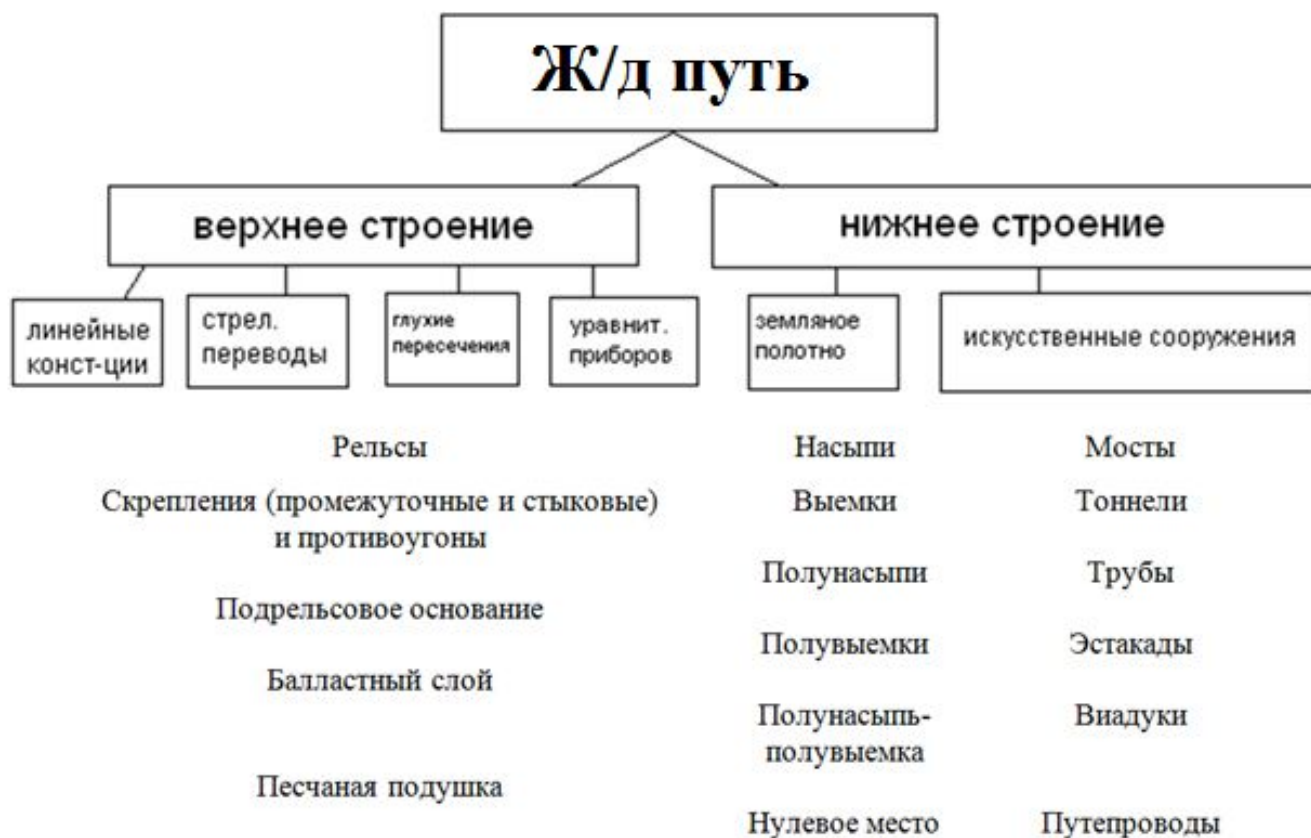 Ж/д путь
верхнее строение
нижнее строение
линейные
конст-ции
стрел.
переводы
глухие
пересечения
уравнит.
приборов
земляное
полотно
искусственные сооружения
Рельсы
Скрепления (промежуточные и стыковые)
и противоугоны
Подрельсовое основание
Балластный слой
Песчаная подушка
Насыпи
Выемки
Полунасыпи
Полувыемки
Полунасыпь-
полувыемка
Нулевое место
Мосты
Тоннели
Трубы
Эстакады
Виадуки
Путепроводы